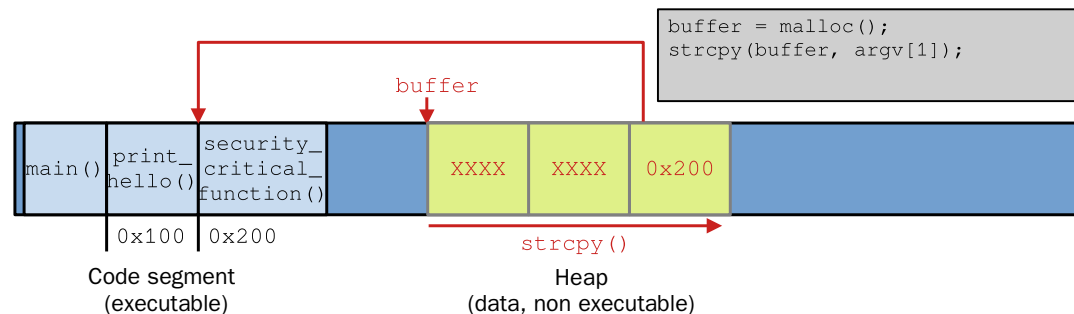 buffer = malloc();
strcpy(buffer, argv[1]);
buffer
main()
print_
hello()
security_
critical_
function()
XXXX
XXXX
0x200
0x100
0x200
strcpy()
Code segment
(executable)
Heap
(data, non executable)